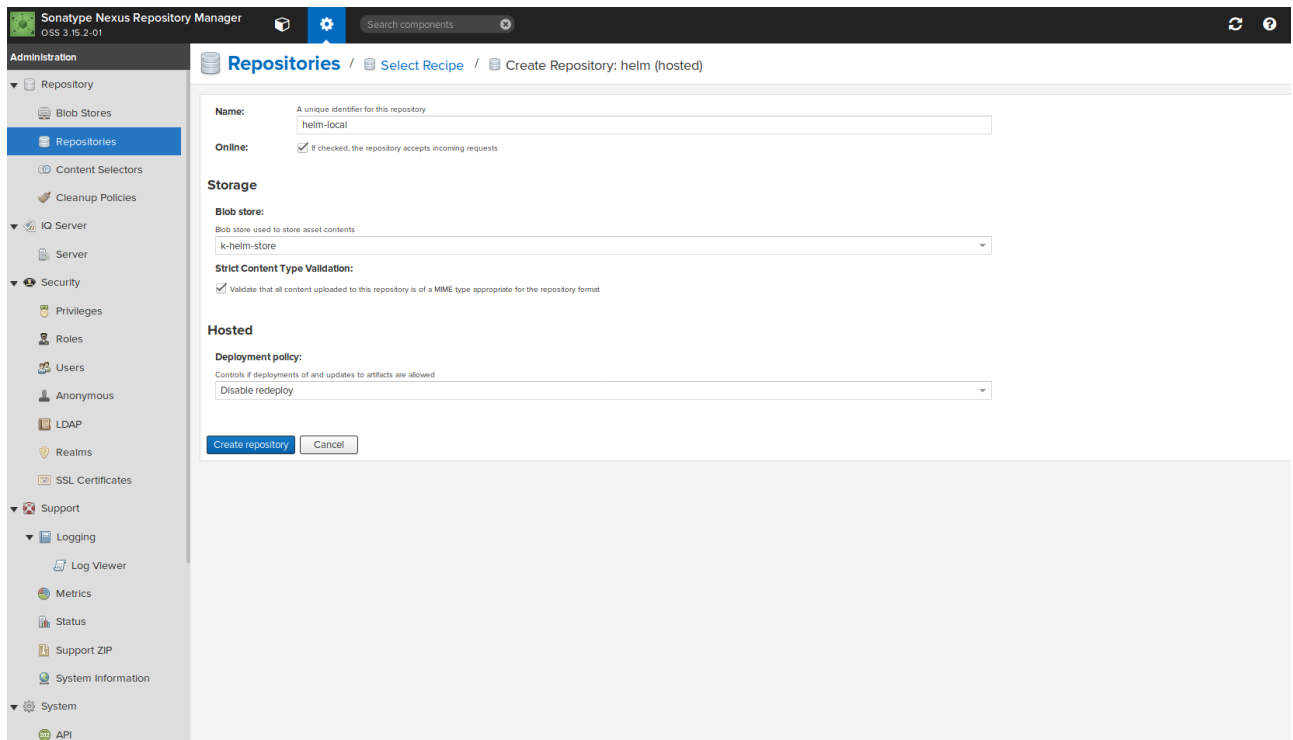 Sonatype Nexus Repository Manager
OSS 3.15.2-01
Search components
Administration
Repository
Blob Stores
Repositories
Content Selectors
Cleanup Policies
IQ Server
Server
Security
Privileges
Roles
Users
Anonymous
LDAP
Realms
SSL Certificates
Support
Logging
Log Viewer
Metrics
Status
Support ZIP
System Information
System
API
Repositories / Select Recipe / Create Repository: helm (hosted)
Name:
A unique identifier for this repository
helm-local
Online:
If checked, the repository accepts incoming requests
Storage
Blob store:
Blob store used to store asset contents
k-helm-store
Strict Content Type Validation:
Validate that all content uploaded to this repository is of a MIME type appropriate for the repository format
Hosted
Deployment policy:
Controls if deployments of and updates to artifacts are allowed
Disable redeploy
Create repository
Cancel